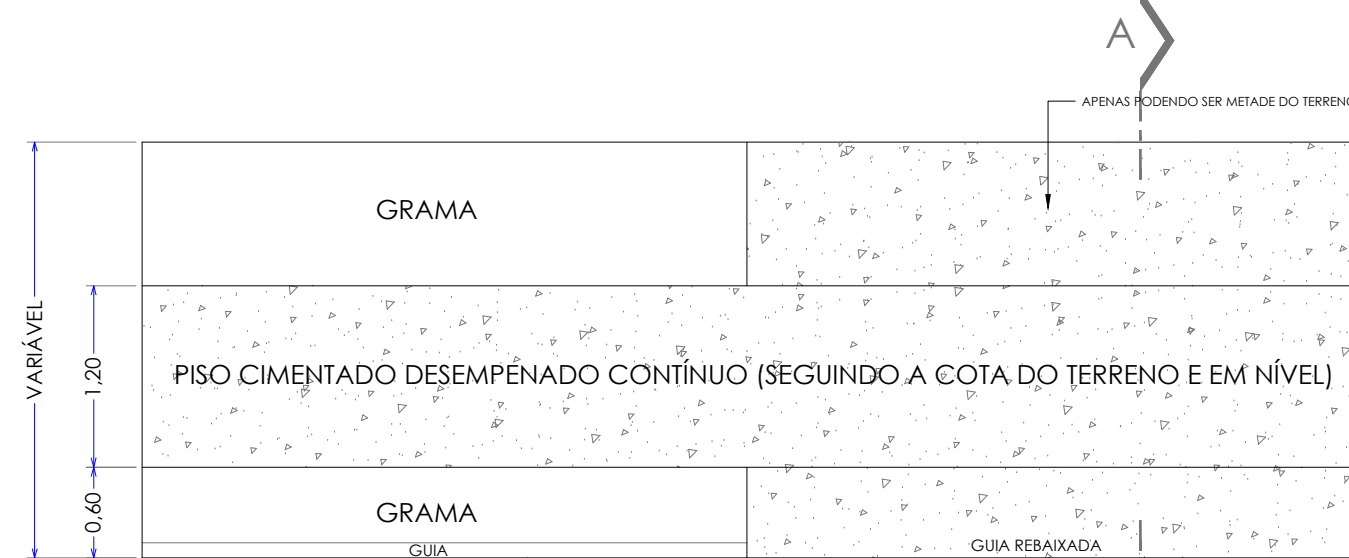 A
APENAS PODENDO SER METADE DO TERRENO
GRAMA
VARIÁVEL
1,20
PISO CIMENTADO DESEMPENADO CONTÍNUO (SEGUINDO A COTA DO TERRENO E EM NÍVEL)
0,60
GRAMA
GUIA
GUIA REBAIXADA